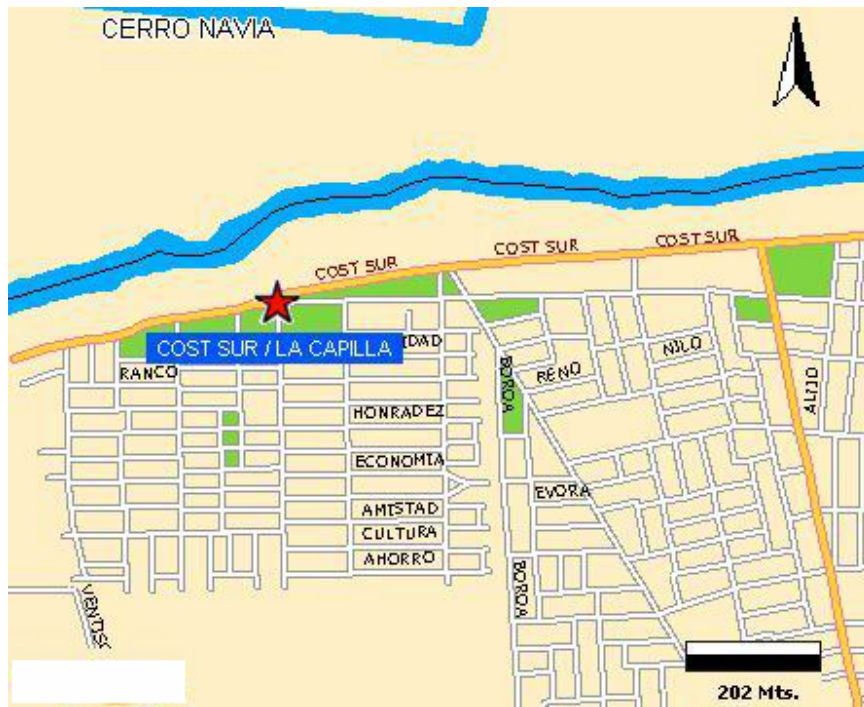 CERRO NAVIA
COST SUR
COST SUR
COST SUR
COST SUR / LA CAPILLA
IDAD
RANCO
BOROA
RENO
NILO
HONRADEZ
ECONOMIA
EVORA
AMISTAD
CULTURA
AHORRO
BOROA
202 Mts.